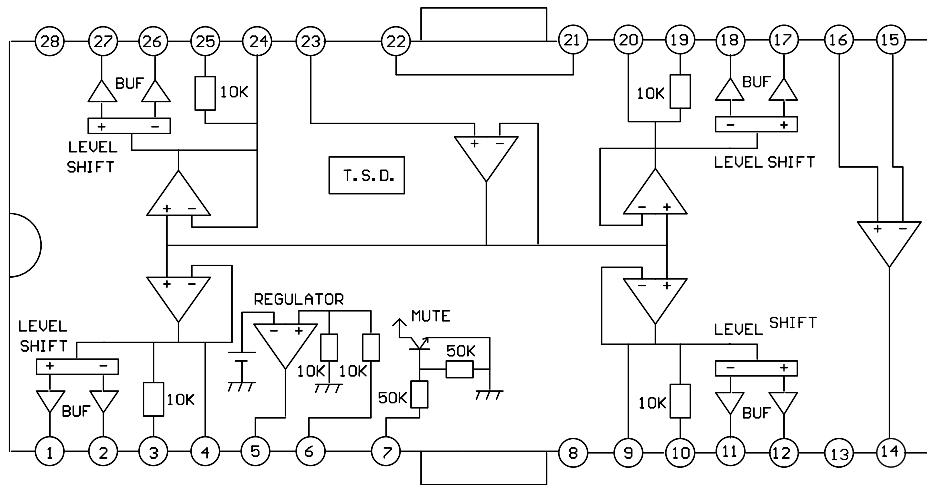 28 27 26 25 24 23 22 21 20 19 18 17 16 15
BUF 10K 10K BUF
+ - + - - +
LEVEL SHIFT
LEVEL SHIFT
T.S.D.
+ - - + + -
+ - - +
REGULATOR
- +
MUTE
LEVEL SHIFT
LEVEL SHIFT
50K
+ - 10K 10K - +
BUF 10K 50K 10K BUF
1 2 3 4 5 6 7 8 9 10 11 12 13 14